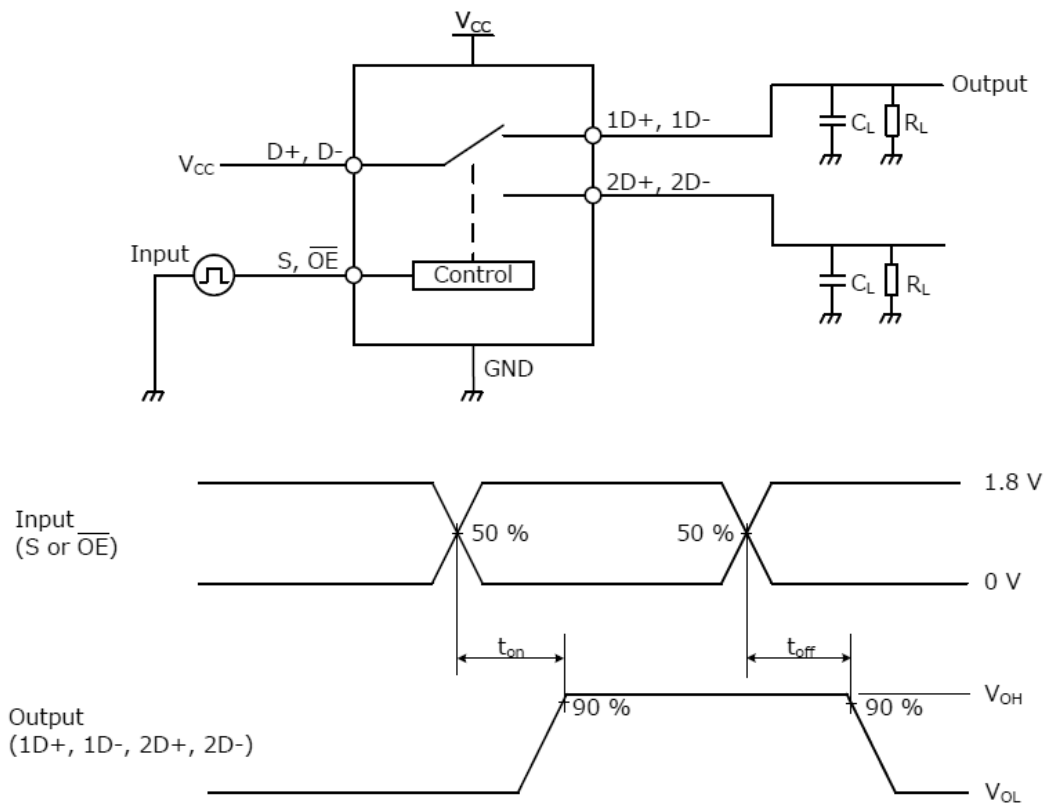 VCC
Output
1D+, 1D-
CL
RL
D+, D-
VCC
2D+, 2D-
Input
S, OE
Control
CL
RL
GND
1.8 V
Input
(S or OE)
50 %
50 %
0 V
ton
toff
VOH
90 %
90 %
Output
(1D+, 1D-, 2D+, 2D-)
VOL